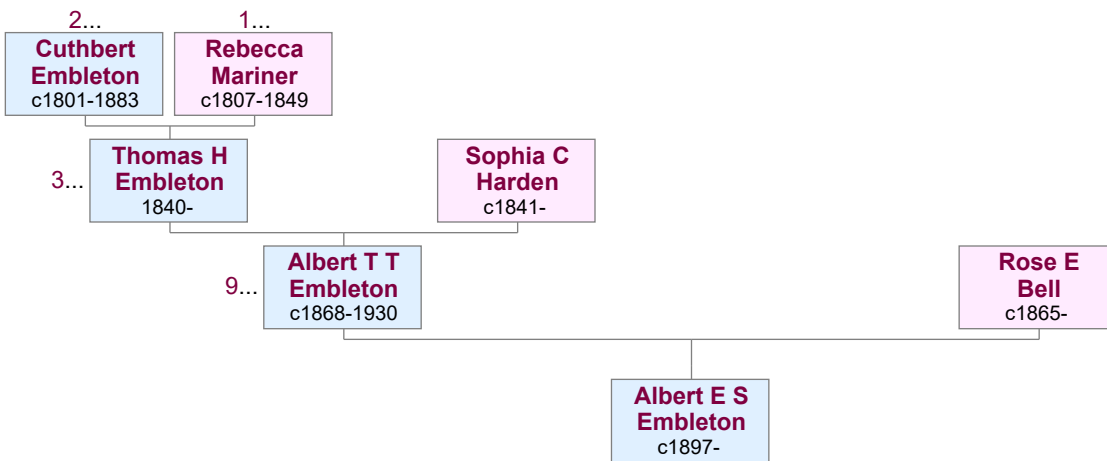 2...
1...
Cuthbert
Embleton
c1801-1883
Rebecca
Mariner
c1807-1849
3...
Thomas H
Embleton
1840-
Sophia C
Harden
c1841-
9...
Albert T T
Embleton
c1868-1930
Rose E
Bell
c1865-
Albert E S
Embleton
c1897-